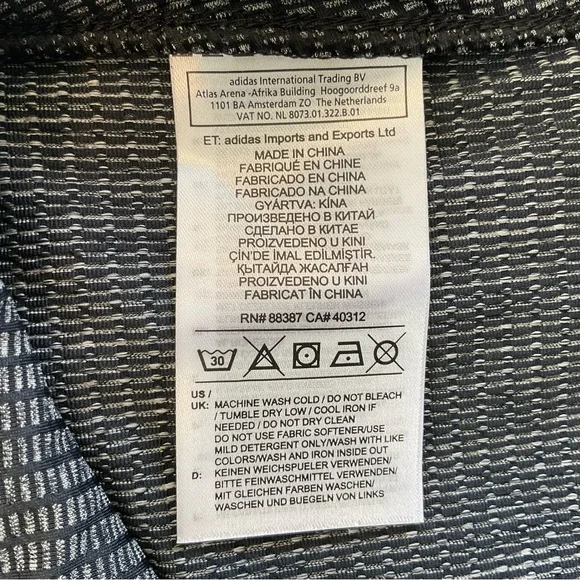 adidas International Trading BV
Atlas Arena -Afrika Building Hoogoorddreef 9a
1101 BA Amsterdam ZO The Netherlands
VAT NO. NL 8073.01.322.B.01
ET: adidas Imports and Exports Ltd
MADE IN CHINA
FABRIQUÉ EN CHINE
FABRICADO EN CHINA
FABRICADO NA CHINA
GYÁRTVA: KÍNA
ПРОИЗВЕДЕНО В КИТАЙ
СДЕЛАНО В КИТАЕ
PROIZVEDENO U KINI
ÇİN'DE İMAL EDİLMİŞTİR.
ҚЫТАЙДА ЖАСАЛҒАН
PROIZVEDENO U KINI
FABRICAT ÎN CHINA
RN# 88387 CA# 40312
30
US /
UK: MACHINE WASH COLD / DO NOT BLEACH
/ TUMBLE DRY LOW / COOL IRON IF
NEEDED / DO NOT DRY CLEAN
DO NOT USE FABRIC SOFTENER/USE
MILD DETERGENT ONLY/WASH WITH LIKE
COLORS/WASH AND IRON INSIDE OUT
D: KEINEN WEICHSPUELER VERWENDEN/
BITTE FEINWASCHMITTEL VERWENDEN/
MIT GLEICHEN FARBEN WASCHEN/
WASCHEN UND BUEGELN VON LINKS